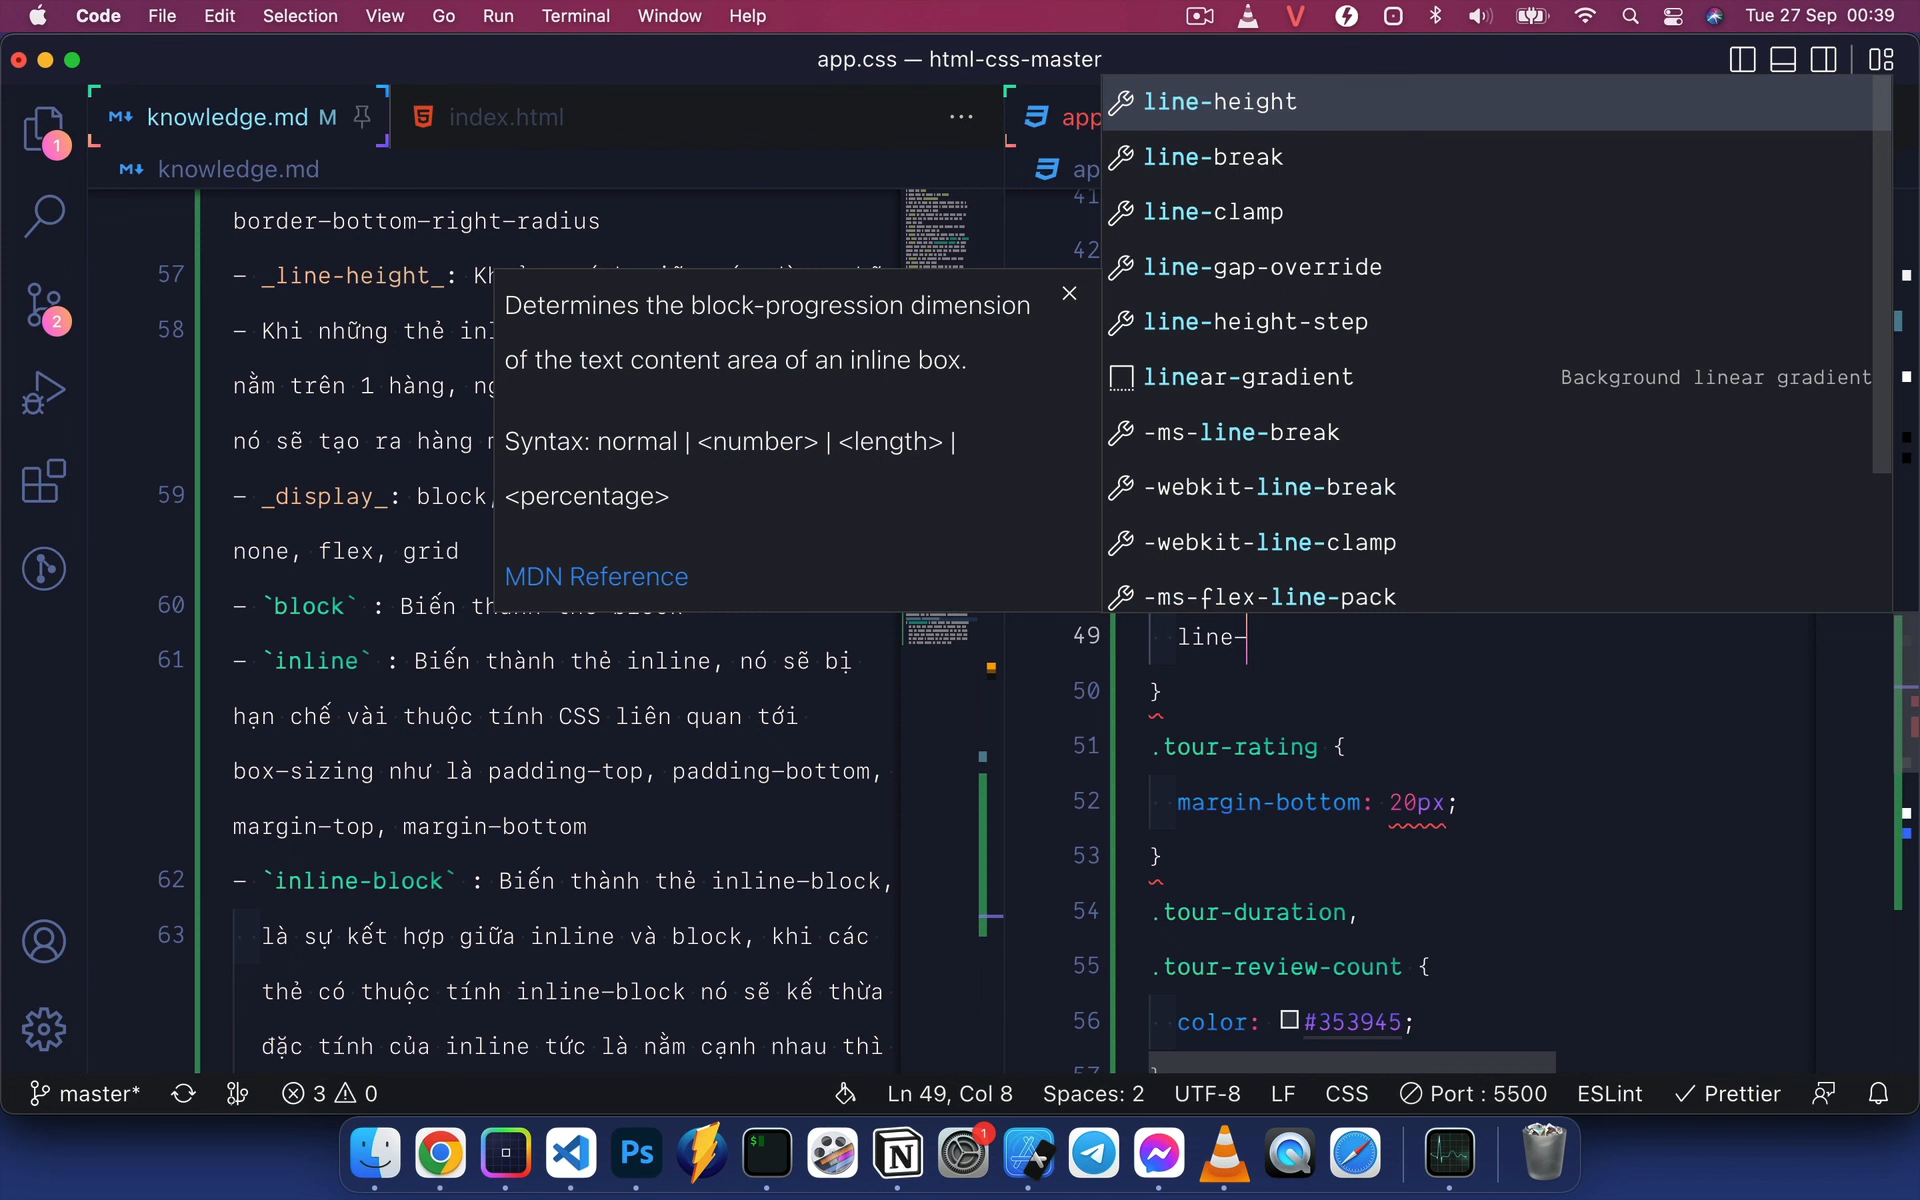 Code File Edit Selection View Go Run Terminal Window Help Tue 27 Sep 00:39
app.css — html-css-master
knowledge.md M index.html ... app
knowledge.md ap
1
2
border-bottom-right-radius
57 - _line-height_:
58 - Khi những thẻ
nằm trên 1 hàng,
nó sẽ tạo ra hàng
59 - _display_: block,
none, flex, grid
60 - `block` : Biến
61 - `inline` : Biến thành thẻ inline, nó sẽ bị
hạn chế vài thuộc tính CSS liên quan tới
box-sizing như là padding-top, padding-bottom,
margin-top, margin-bottom
62 - `inline-block` : Biến thành thẻ inline-block,
63 là sự kết hợp giữa inline và block, khi các
thẻ có thuộc tính inline-block nó sẽ kế thừa
đặc tính của inline tức là nằm cạnh nhau thì
Determines the block-progression dimension
of the text content area of an inline box.
Syntax: normal | <number> | <length> |
<percentage>
MDN Reference
line-height
line-break
line-clamp
line-gap-override
line-height-step
linear-gradient Background linear gradient
-ms-line-break
-webkit-line-break
-webkit-line-clamp
-ms-flex-line-pack
41
42
49 line-
50 }
51 .tour-rating {
52 margin-bottom: 20px;
53 }
54 .tour-duration,
55 .tour-review-count {
56 color: #353945;
57 }
master* 3 0 Ln 49, Col 8 Spaces: 2 UTF-8 LF CSS Port : 5500 ESLint Prettier
Ps
1